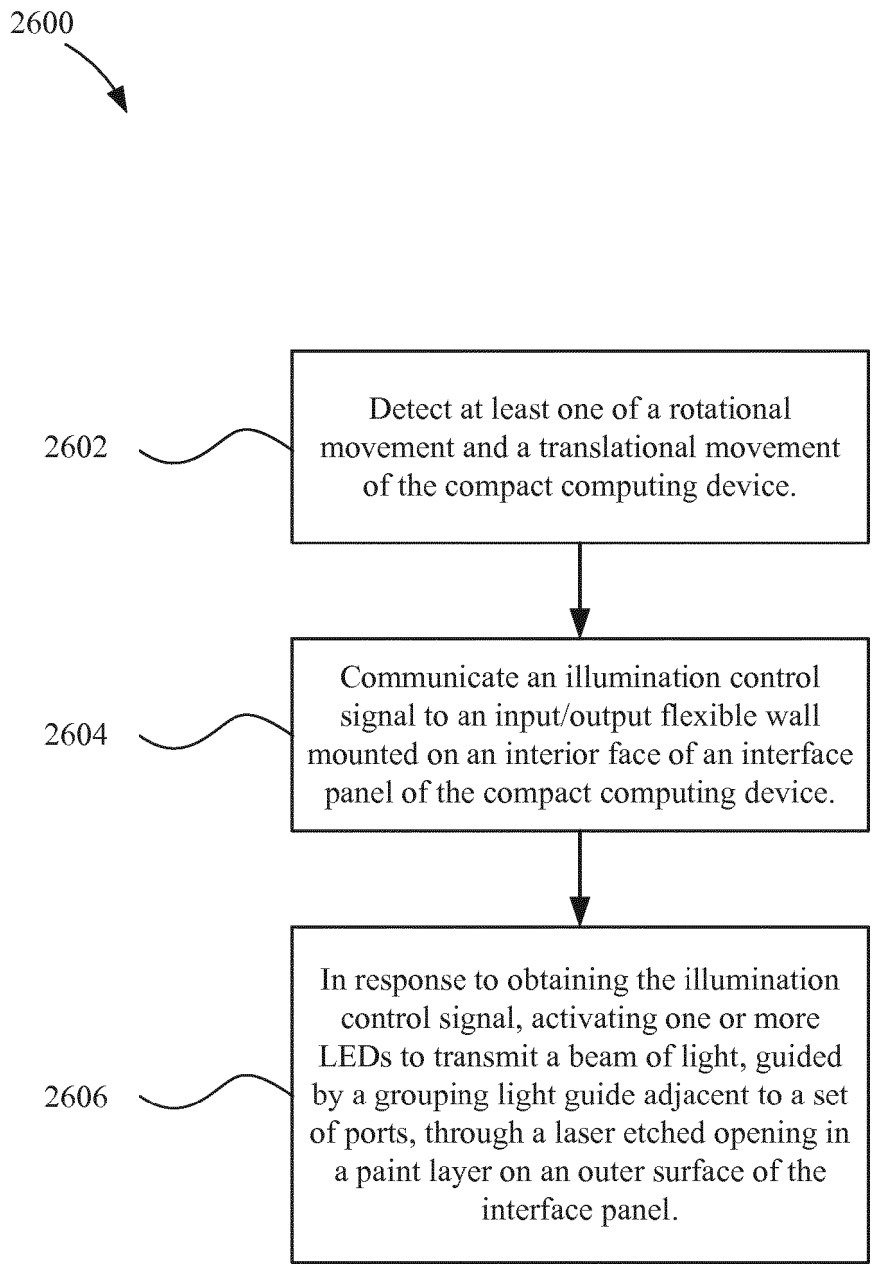 2600
2602
Detect at least one of a rotational
movement and a translational movement
of the compact computing device.
2604
Communicate an illumination control
signal to an input/output flexible wall
mounted on an interior face of an interface
panel of the compact computing device.
2606
In response to obtaining the illumination
control signal, activating one or more
LEDs to transmit a beam of light, guided
by a grouping light guide adjacent to a set
of ports, through a laser etched opening in
a paint layer on an outer surface of the
interface panel.